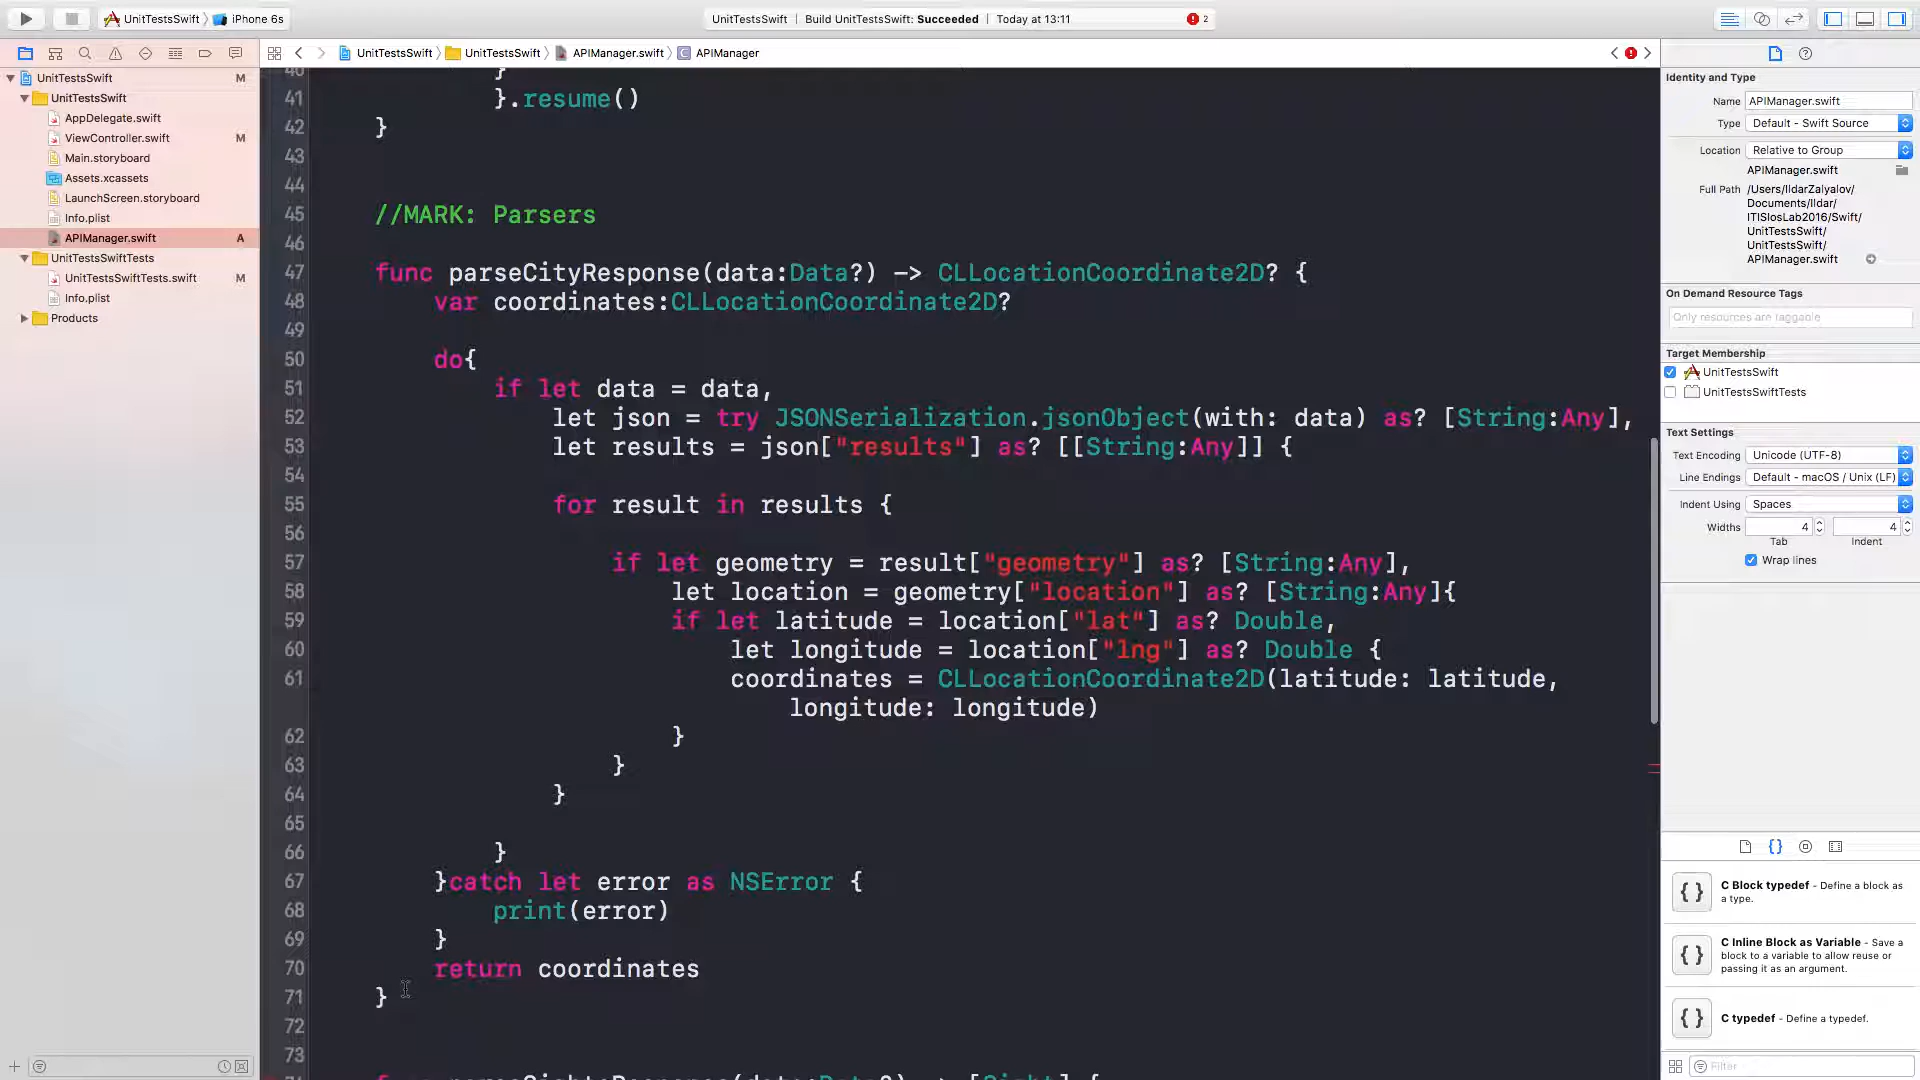 UnitTestsSwift
iPhone 6s
UnitTestsSwift
Build UnitTestsSwift: Succeeded
Today at 13:11
2
UnitTestsSwift
UnitTestsSwift
APIManager.swift
APIManager
UnitTestsSwift M
UnitTestsSwift
AppDelegate.swift
ViewController.swift M
Main.storyboard
Assets.xcassets
LaunchScreen.storyboard
Info.plist
APIManager.swift A
UnitTestsSwiftTests
UnitTestsSwiftTests.swift M
Info.plist
Products
40 }
41 }.resume()
42 }
43
44
45 //MARK: Parsers
46
47 func parseCityResponse(data:Data?) -> CLLocationCoordinate2D? {
48 var coordinates:CLLocationCoordinate2D?
49
50 do{
51 if let data = data,
52 let json = try JSONSerialization.jsonObject(with: data) as? [String:Any],
53 let results = json["results"] as? [[String:Any]] {
54
55 for result in results {
56
57 if let geometry = result["geometry"] as? [String:Any],
58 let location = geometry["location"] as? [String:Any]{
59 if let latitude = location["lat"] as? Double,
60 let longitude = location["lng"] as? Double {
61 coordinates = CLLocationCoordinate2D(latitude: latitude,
longitude: longitude)
62 }
63 }
64 }
65
66 }
67 }catch let error as NSError {
68 print(error)
69 }
70 return coordinates
71 }
72
73
Identity and Type
Name APIManager.swift
Type Default - Swift Source
Location Relative to Group
APIManager.swift
Full Path /Users/IldarZalyalov/
Documents/Ildar/
ITISIosLab2016/Swift/
UnitTestsSwift/
UnitTestsSwift/
APIManager.swift
On Demand Resource Tags
Only resources are taggable
Target Membership
UnitTestsSwift
UnitTestsSwiftTests
Text Settings
Text Encoding Unicode (UTF-8)
Line Endings Default - macOS / Unix (LF)
Indent Using Spaces
Widths 4 4
Tab Indent
Wrap lines
{ } C Block typedef - Define a block as
a type.
{ } C Inline Block as Variable - Save a
block to a variable to allow reuse or
passing it as an argument.
{ } C typedef - Define a typedef.
Filter